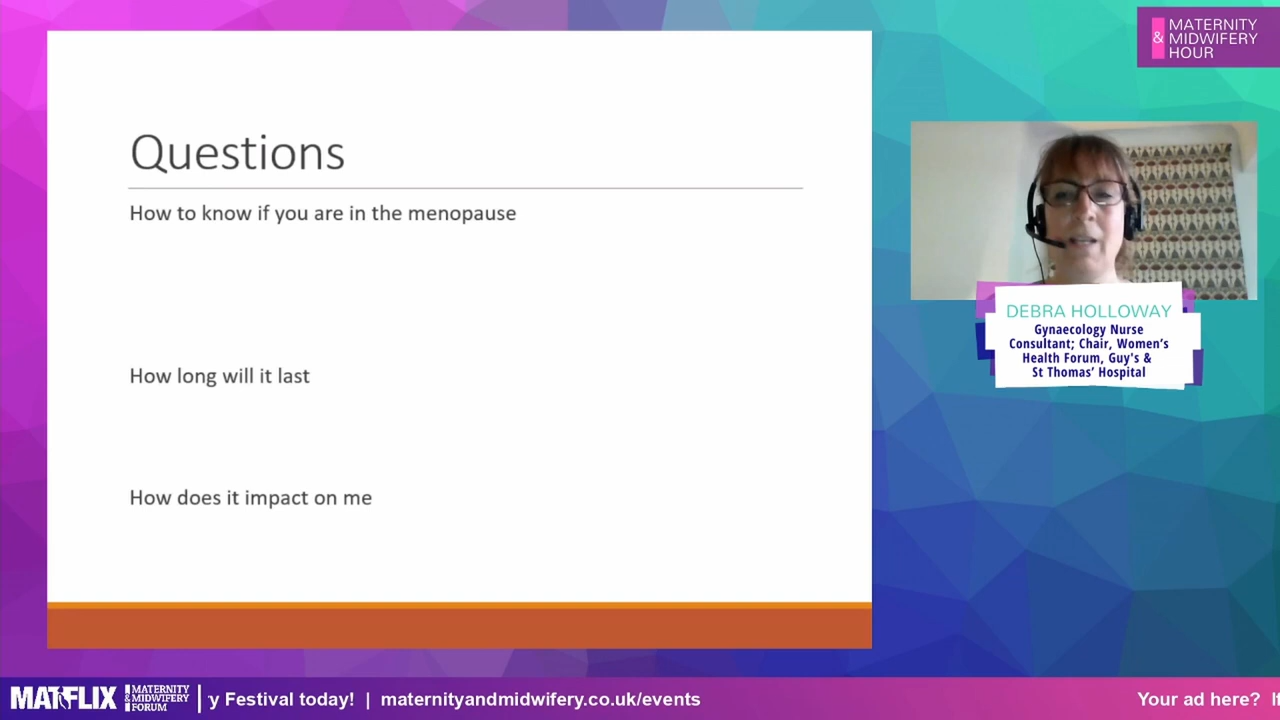 MATERNITY
& MIDWIFERY
HOUR
Questions
How to know if you are in the menopause
How long will it last
How does it impact on me
DEBRA HOLLOWAY
Gynaecology Nurse
Consultant; Chair, Women’s
Health Forum, Guy's &
St Thomas’ Hospital
MATFLIX
MATERNITY
& MIDWIFERY
FORUM
y Festival today! | maternityandmidwifery.co.uk/events
Your ad here? If